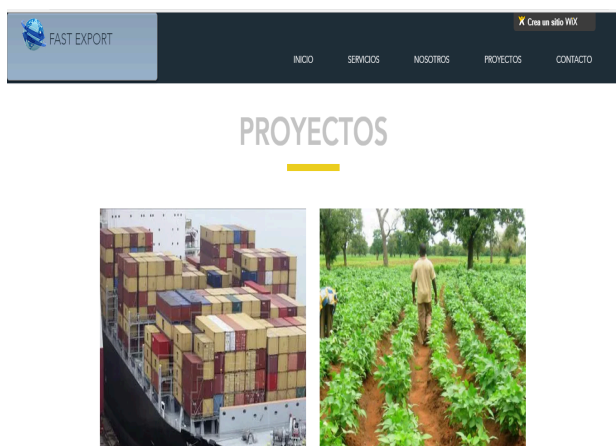 Crea un sitio WiX
FAST EXPORT
INICIO SERVICIOS NOSOTROS PROYECTOS CONTACTO
PROYECTOS